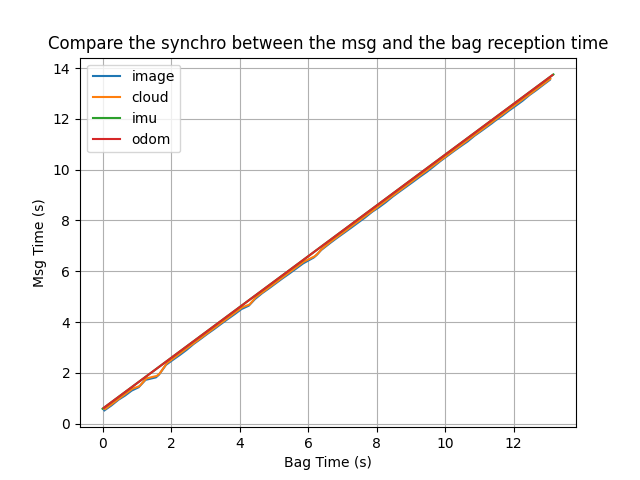 Compare the synchro between the msg and the bag reception time
image
cloud
imu
odom
14
12
10
8
6
4
2
0
Msg Time (s)
0 2 4 6 8 10 12
Bag Time (s)